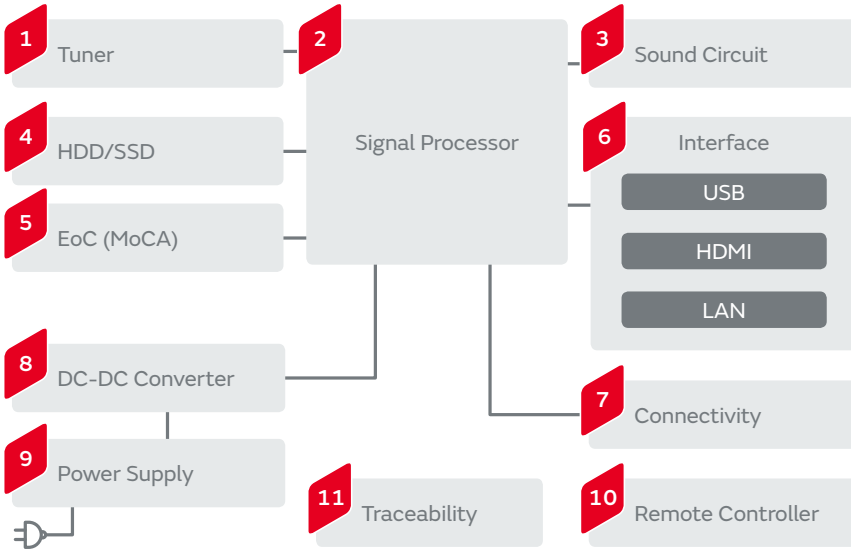 1
Tuner
2
Signal Processor
3
Sound Circuit
4
HDD/SSD
5
EoC (MoCA)
6
Interface
USB
HDMI
LAN
7
Connectivity
8
DC-DC Converter
9
Power Supply
10
Remote Controller
11
Traceability